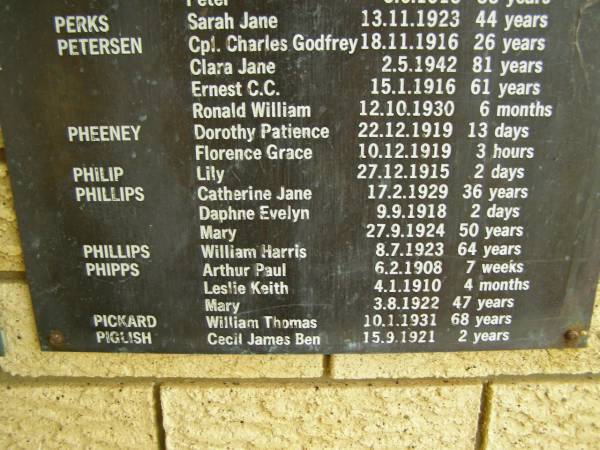 Peter years
PERKS Sarah Jane 13.11.1923 44 years
PETERSEN Cpl. Charles Godfrey 18.11.1916 26 years
Clara Jane 2.5.1942 81 years
Ernest C.C. 15.1.1916 61 years
Ronald William 12.10.1930 6 months
PHEENEY Dorothy Patience 22.12.1919 13 days
Florence Grace 10.12.1919 3 hours
PHILIP Lily 27.12.1915 2 days
PHILLIPS Catherine Jane 17.2.1929 36 years
Daphne Evelyn 9.9.1918 2 days
Mary 27.9.1924 50 years
PHILLIPS William Harris 8.7.1923 64 years
PHIPPS Arthur Paul 6.2.1908 7 weeks
Leslie Keith 4.1.1910 4 months
Mary 3.8.1922 47 years
PICKARD William Thomas 10.1.1931 68 years
PIGLISH Cecil James Ben 15.9.1921 2 years